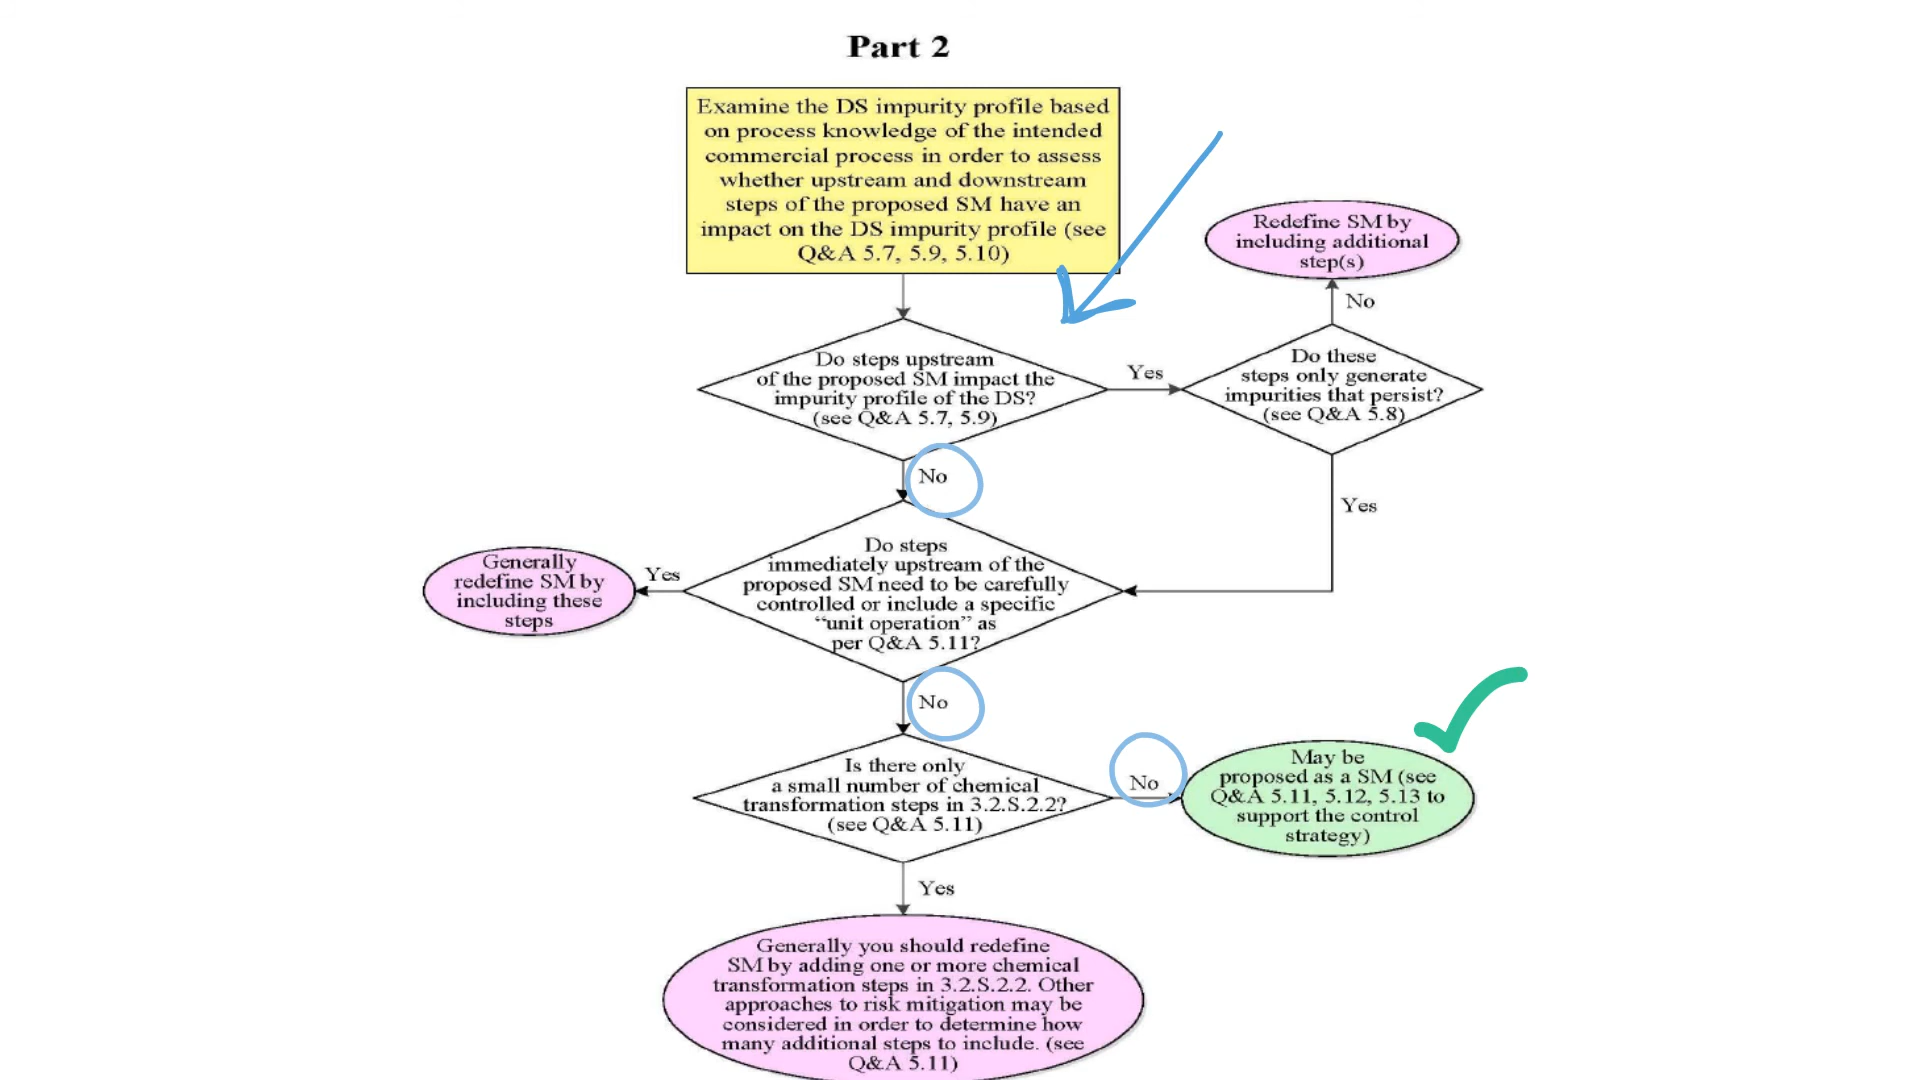 Part 2
Examine the DS impurity profile based
on process knowledge of the intended
commercial process in order to assess
whether upstream and downstream
steps of the proposed SM have an
impact on the DS impurity profile (see
Q&A 5.7, 5.9, 5.10)
Redefine SM by
including additional
step(s)
No
Do steps upstream
of the proposed SM impact the
impurity profile of the DS?
(see Q&A 5.7, 5.9)
Yes
Do these
steps only generate
impurities that persist?
(see Q&A 5.8)
No
Yes
Do steps
immediately upstream of the
proposed SM need to be carefully
controlled or include a specific
“unit operation” as
per Q&A 5.11?
Yes
Generally
redefine SM by
including these
steps
No
Is there only
a small number of chemical
transformation steps in 3.2.S.2.2?
(see Q&A 5.11)
No
May be
proposed as a SM (see
Q&A 5.11, 5.12, 5.13 to
support the control
strategy)
Yes
Generally you should redefine
SM by adding one or more chemical
transformation steps in 3.2.S.2.2. Other
approaches to risk mitigation may be
considered in order to determine how
many additional steps to include. (see
Q&A 5.11)